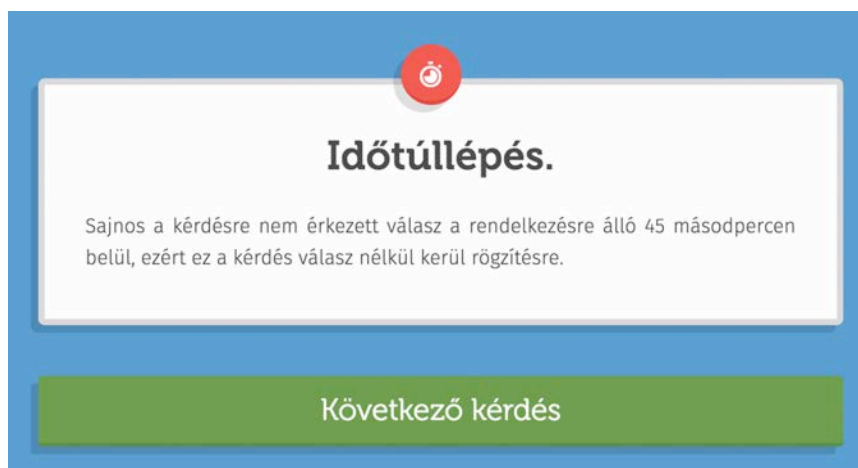 Időtúllépés.
Sajnos a kérdésre nem érkezett válasz a rendelkezésre álló 45 másodpercen
belül, ezért ez a kérdés válasz nélkül kerül rögzítésre.
Következő kérdés